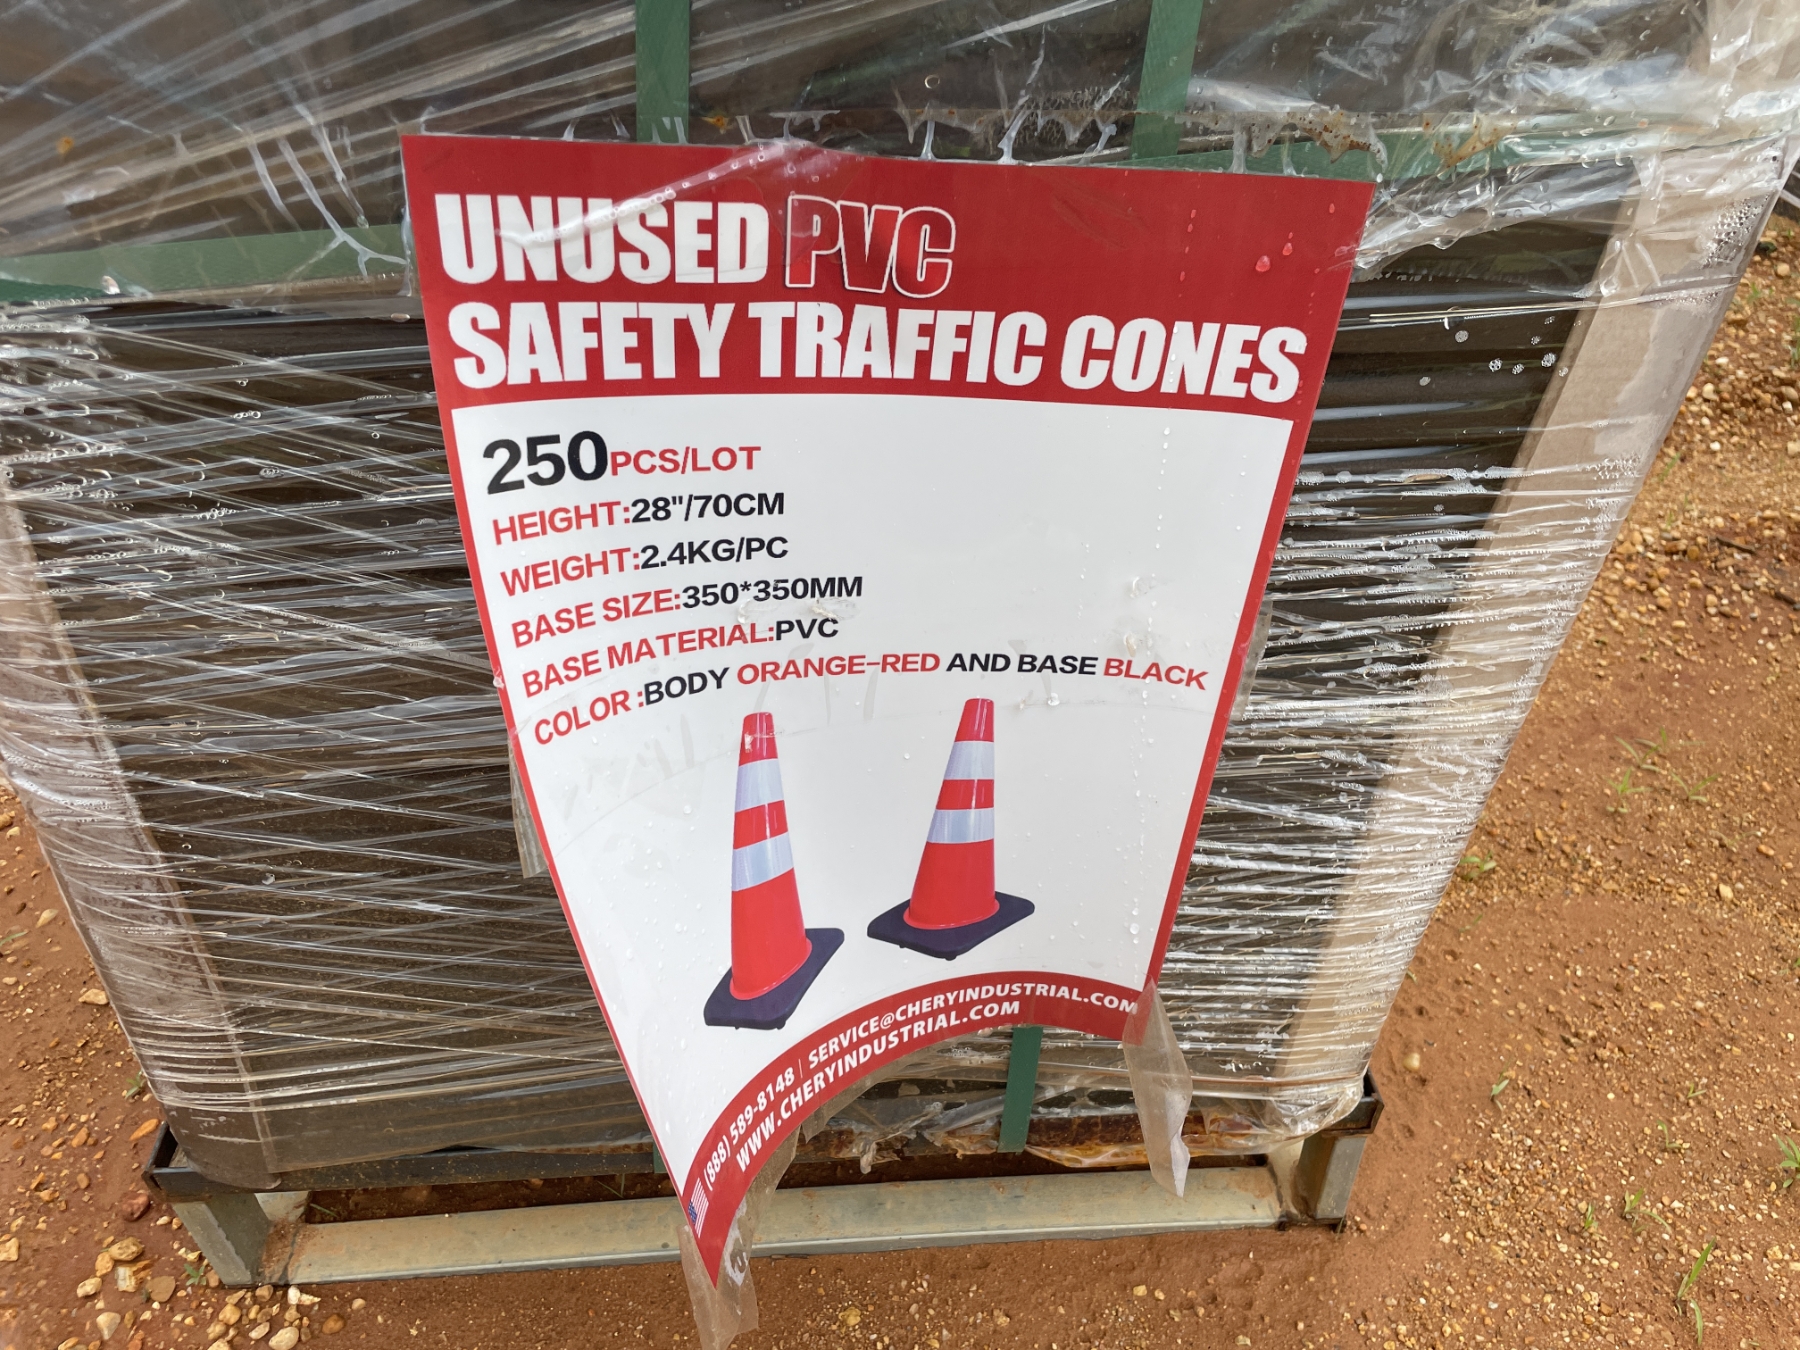 UNUSED PVC
SAFETY TRAFFIC CONES
250PCS/LOT
HEIGHT:28"/70CM
WEIGHT:2.4KG/PC
BASE SIZE:350*350MM
BASE MATERIAL:PVC
COLOR :BODY ORANGE-RED AND BASE BLACK
(888) 589-8148 | SERVICE@CHERYINDUSTRIAL.COM
WWW.CHERYINDUSTRIAL.COM